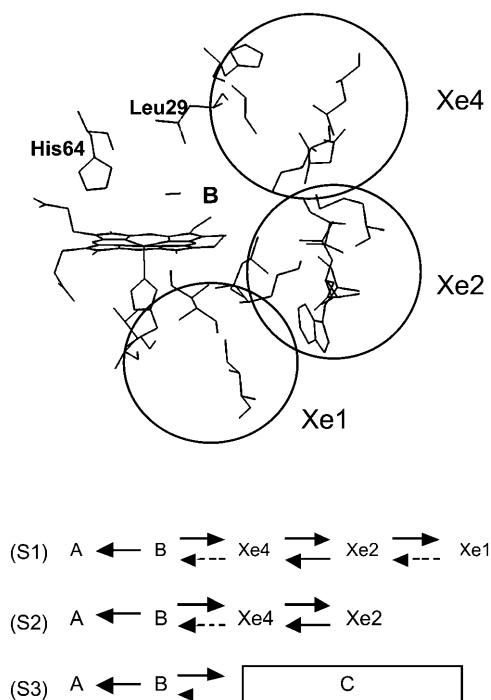 Xe4
Leu29
His64
B
Xe2
Xe1
(S1) A B Xe4 Xe2 Xe1
(S2) A B Xe4 Xe2
(S3) A B C